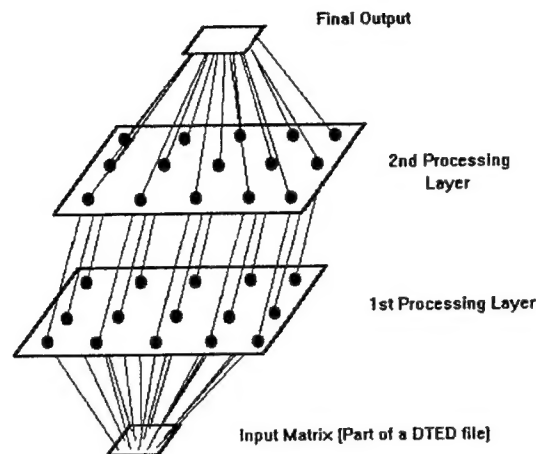 Final Output
2nd Processing
Layer
1st Processing Layer
Input Matrix (Part of a DTED file)